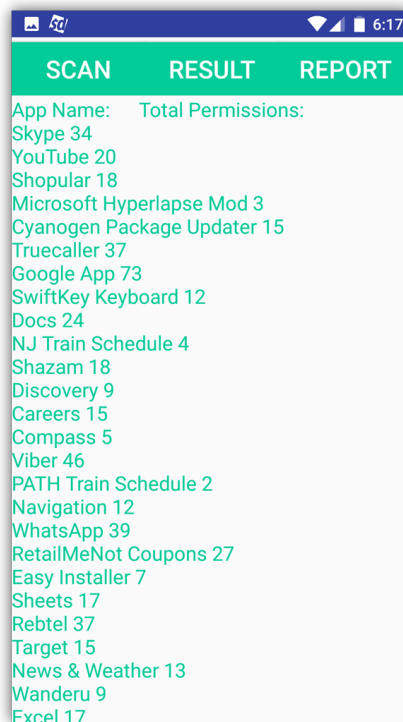 6:17
SCAN RESULT REPORT
App Name: Total Permissions:
Skype 34
YouTube 20
Shopular 18
Microsoft Hyperlapse Mod 3
Cyanogen Package Updater 15
Truecaller 37
Google App 73
SwiftKey Keyboard 12
Docs 24
NJ Train Schedule 4
Shazam 18
Discovery 9
Careers 15
Compass 5
Viber 46
PATH Train Schedule 2
Navigation 12
WhatsApp 39
RetailMeNot Coupons 27
Easy Installer 7
Sheets 17
Rebtel 37
Target 15
News & Weather 13
Wanderu 9
Excel 17